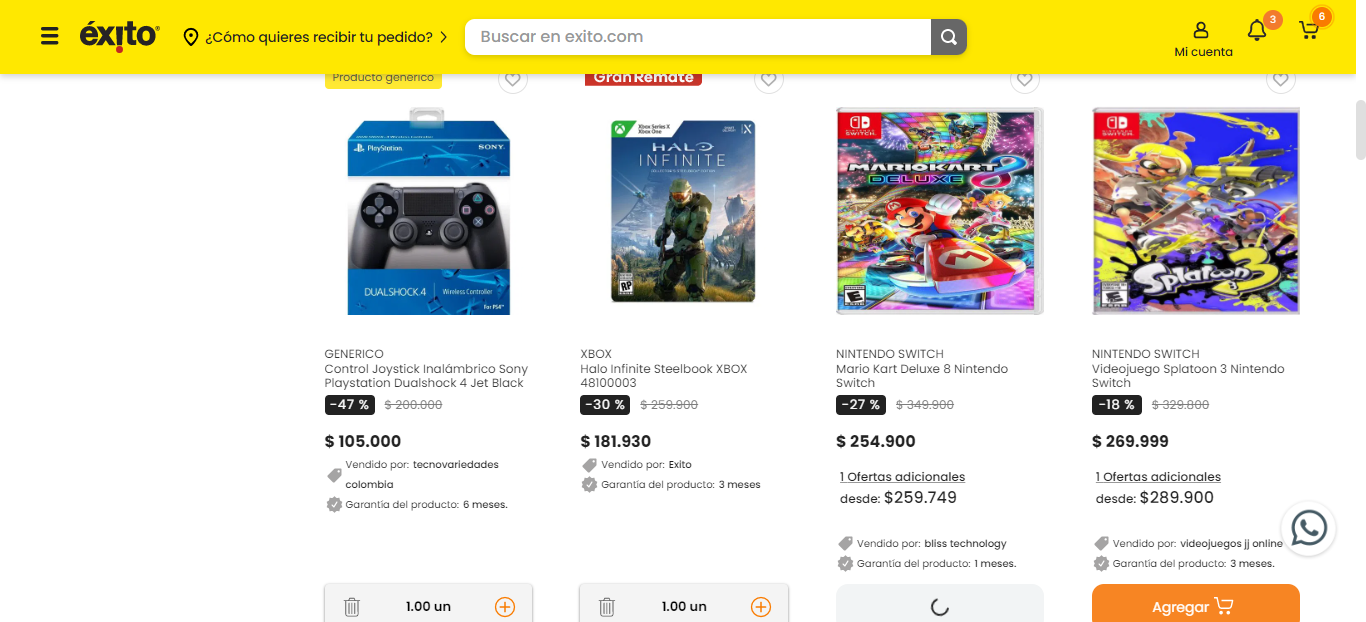 éxito
¿Cómo quieres recibir tu pedido?
Buscar en exito.com
Mi cuenta
3
6
Producto genérico
Gran Remate
PlayStation
SONY
DUALSHOCK 4
Wireless Controller
For PS4
Xbox Series X
Xbox One
HALO
INFINITE
RP
SWITCH
MARIOKART 8
DELUXE
E
SWITCH
Splatoon 3
GENERICO
Control Joystick Inalámbrico Sony
Playstation Dualshock 4 Jet Black
-47 % $ 200.000
$ 105.000
Vendido por: tecnovariedades
colombia
Garantía del producto: 6 meses.
1.00 un
XBOX
Halo Infinite Steelbook XBOX
48100003
-30 % $ 259.900
$ 181.930
Vendido por: Exito
Garantía del producto: 3 meses
1.00 un
NINTENDO SWITCH
Mario Kart Deluxe 8 Nintendo
Switch
-27 % $ 349.900
$ 254.900
1 Ofertas adicionales
desde: $259.749
Vendido por: bliss technology
Garantía del producto: 1 meses.
NINTENDO SWITCH
Videojuego Splatoon 3 Nintendo
Switch
-18 % $ 329.800
$ 269.999
1 Ofertas adicionales
desde: $289.900
Vendido por: videojuegos jj online
Garantía del producto: 3 meses.
Agregar